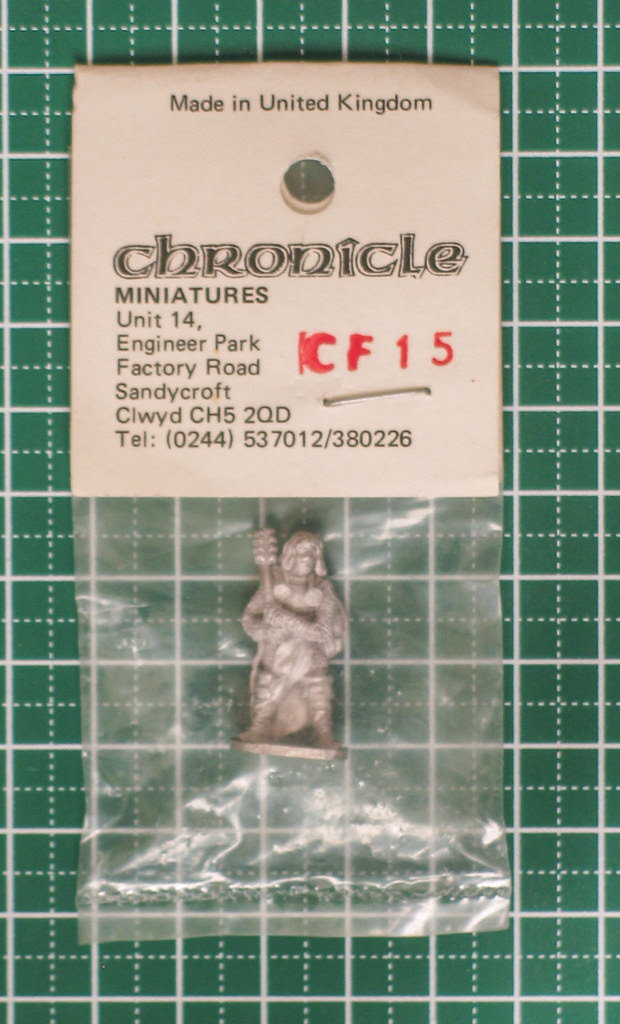 Made in United Kingdom
chronicle
MINIATURES
Unit 14,
Engineer Park
Factory Road
CF 15
Sandycroft
Clwyd CH5 2QD
Tel: (0244) 537012/380226